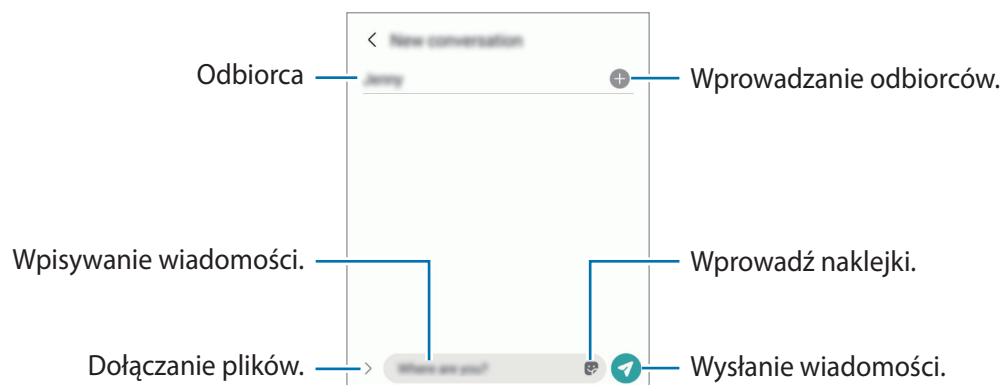 New conversation
Odbiorca
Jenny
Wprowadzanie odbiorców.
Wpisywanie wiadomości.
Wprowadź naklejki.
Dołączanie plików.
Where are you?
Wysłanie wiadomości.